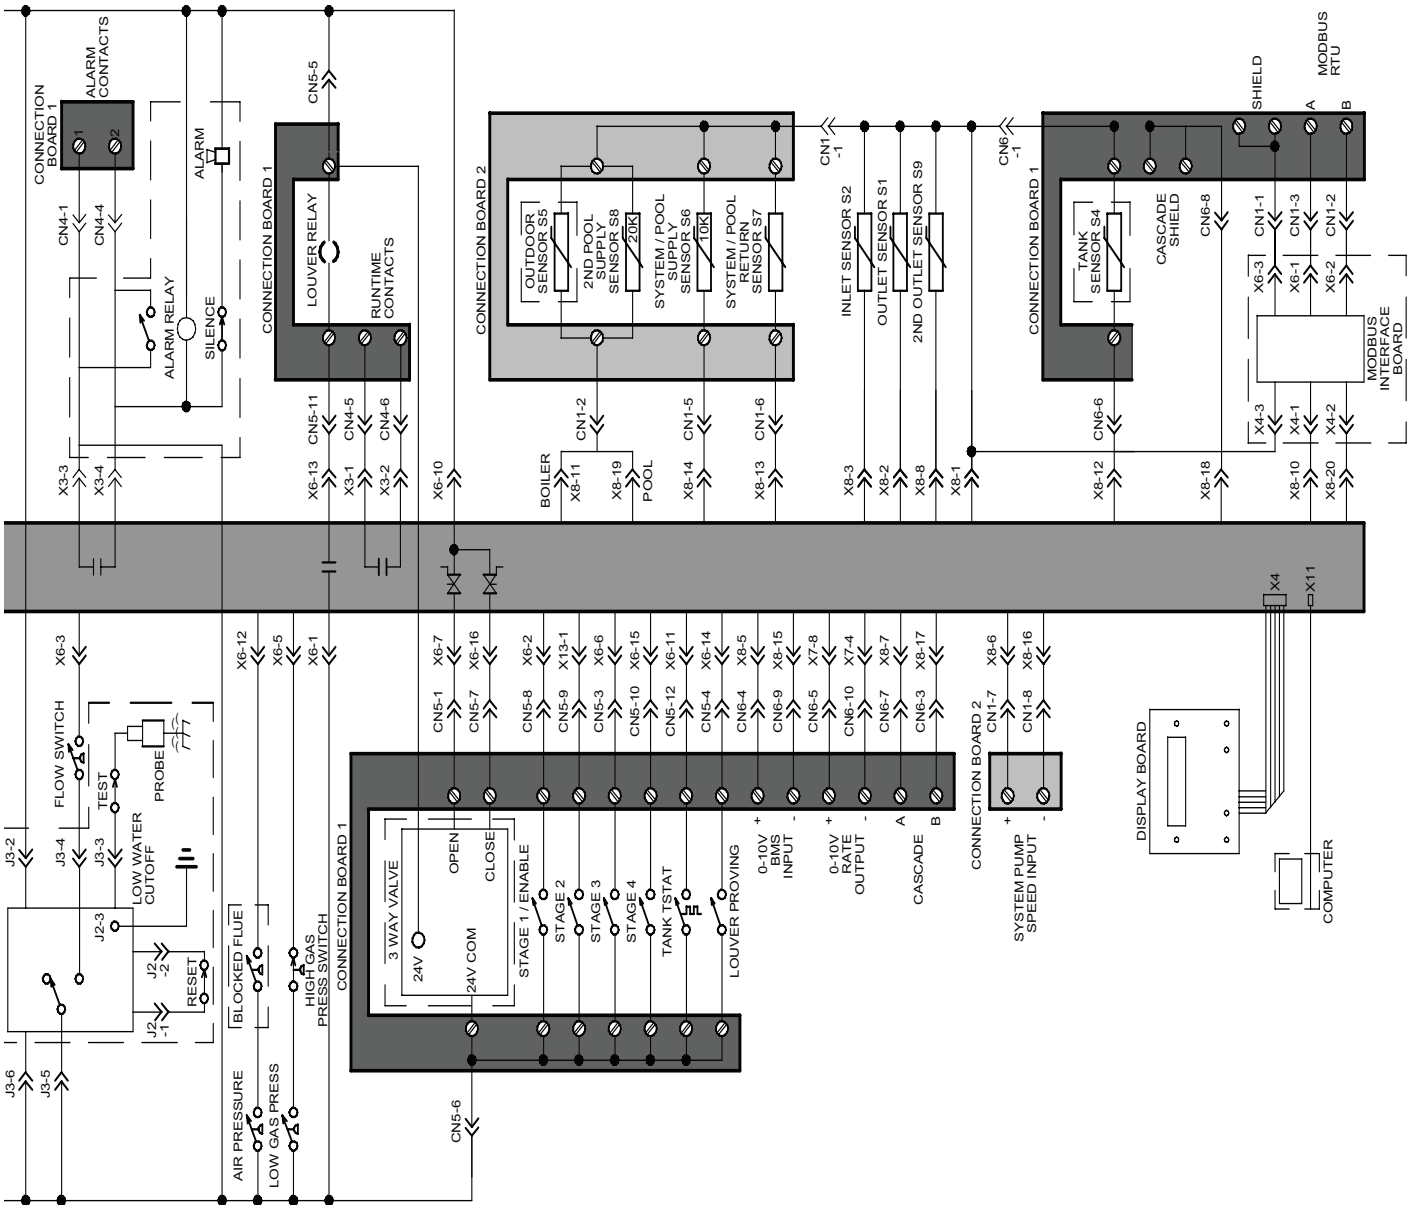 CONNECTION
BOARD 1
ALARM
CONTACTS
1
2
CN4-1
CN4-4
ALARM
ALARM RELAY
SILENCE
X3-3
X3-4
CN5-5
CONNECTION BOARD 1
LOUVER RELAY
RUNTIME
CONTACTS
CN5-11
CN4-5
CN4-6
X6-13
X3-1
X3-2
X6-10
CONNECTION BOARD 2
OUTDOOR
SENSOR S5
2ND POOL
SUPPLY
SENSOR S8
20K
SYSTEM / POOL
SUPPLY
SENSOR S6
10K
SYSTEM / POOL
RETURN
SENSOR S7
CN1-2
CN1-5
CN1-6
BOILER
X8-11
X8-19
POOL
X8-14
X8-13
CN1
-1
INLET SENSOR S2
OUTLET SENSOR S1
2ND OUTLET SENSOR S9
X8-3
X8-2
X8-8
X8-1
CN6
-1
CONNECTION BOARD 1
TANK
SENSOR S4
CASCADE
SHIELD
CN6-8
CN6-6
X8-12
X8-18
SHIELD
MODBUS
RTU
A
B
CN1-1
CN1-3
CN1-2
X6-3
X6-1
X6-2
MODBUS
INTERFACE
BOARD
X4-3
X4-1
X4-2
X8-10
X8-20
X4
X11
X6-3
X6-12
X6-5
X6-1
X6-7
X6-16
X6-2
X13-1
X6-6
X6-15
X6-11
X6-14
X8-5
X8-15
X7-8
X7-4
X8-7
X8-17
X8-6
X8-16
CN5-1
CN5-7
CN5-8
CN5-9
CN5-3
CN5-10
CN5-12
CN5-4
CN6-4
CN6-9
CN6-5
CN6-10
CN6-7
CN6-3
CN1-7
CN1-8
FLOW SWITCH
TEST
PROBE
J3-2
J3-4
J3-3
LOW WATER
CUTOFF
J2-3
J2
-2
J2
-1
RESET
J3-6
J3-5
BLOCKED FLUE
HIGH GAS
PRESS SWITCH
AIR PRESSURE
LOW GAS PRESS
CONNECTION BOARD 1
3 WAY VALVE
24V
OPEN
CLOSE
24V COM
STAGE 1 / ENABLE
STAGE 2
STAGE 3
STAGE 4
TANK TSTAT
LOUVER PROVING
+
0-10V
BMS
INPUT
-
+
0-10V
RATE
OUTPUT
-
A
CASCADE
B
CN5-6
CONNECTION BOARD 2
+
SYSTEM PUMP
SPEED INPUT
-
DISPLAY BOARD
COMPUTER